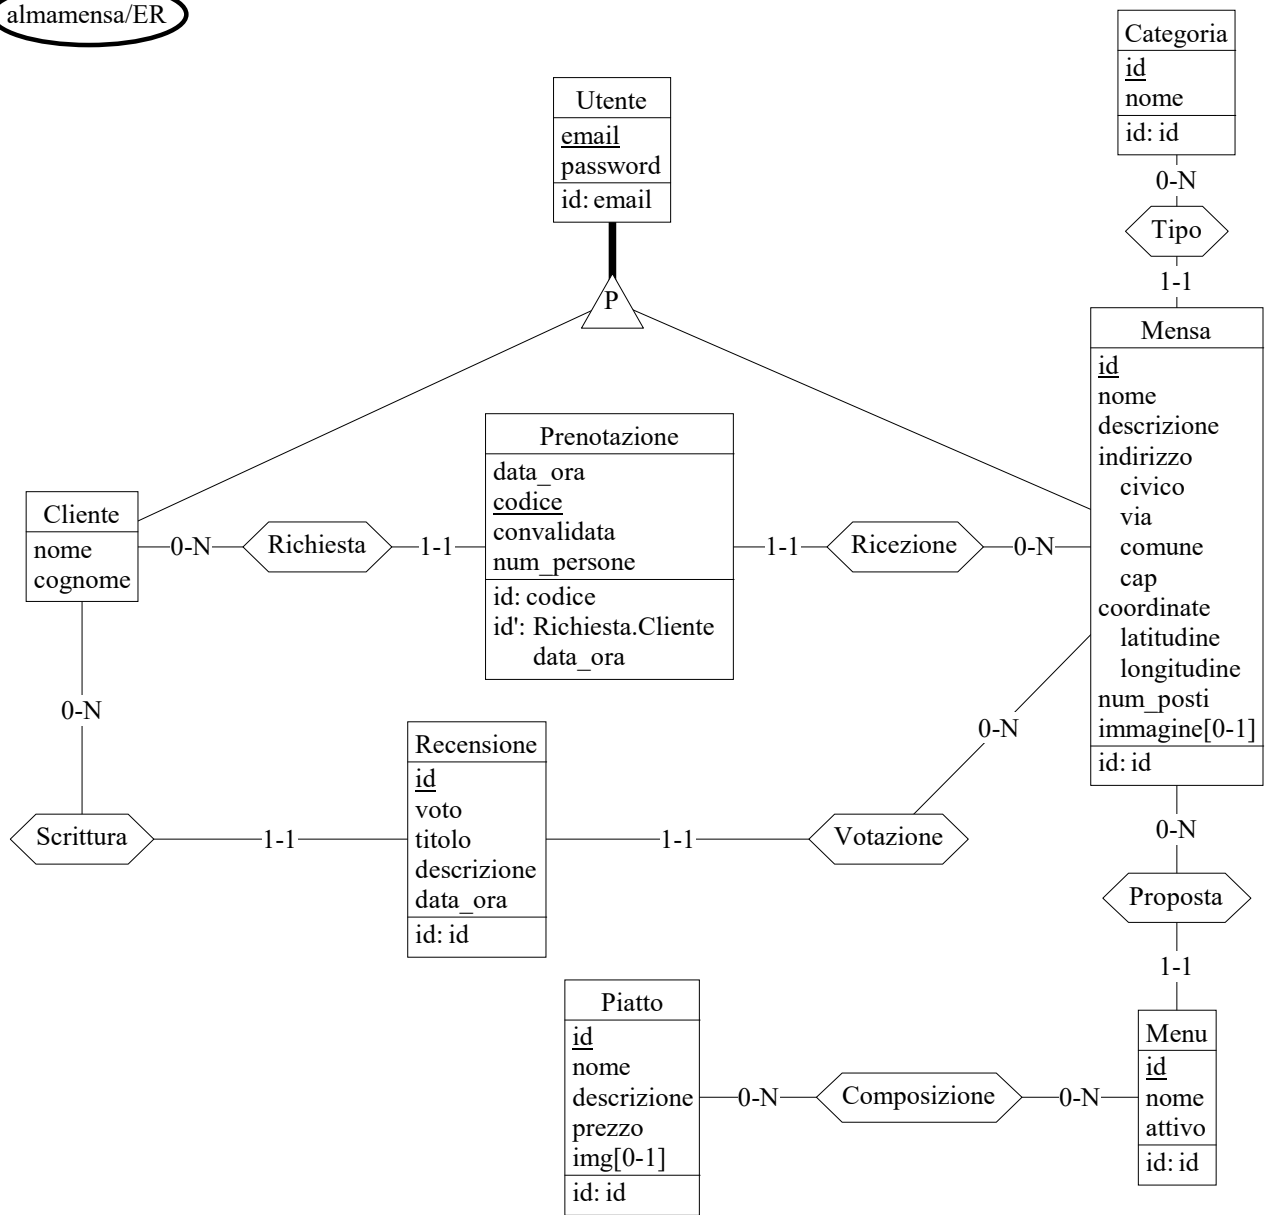 almamensa/ER
Categoria
id
nome
id: id
0-N
Tipo
1-1
Utente
email
password
id: email
P
Mensa
id
nome
descrizione
indirizzo
civico
via
comune
cap
coordinate
latitudine
longitudine
num_posti
immagine[0-1]
id: id
Cliente
nome
cognome
0-N
Richiesta
1-1
Prenotazione
data_ora
codice
convalidata
num_persone
id: codice
id': Richiesta.Cliente
data_ora
1-1
Ricezione
0-N
0-N
Scrittura
1-1
Recensione
id
voto
titolo
descrizione
data_ora
id: id
1-1
Votazione
0-N
0-N
Proposta
1-1
Piatto
id
nome
descrizione
prezzo
img[0-1]
id: id
0-N
Composizione
0-N
Menu
id
nome
attivo
id: id